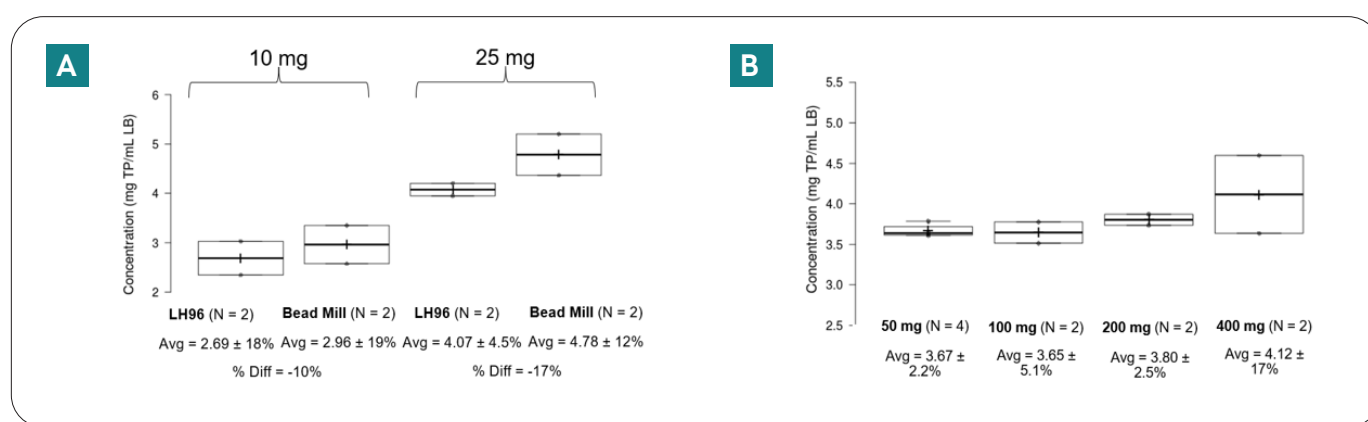 A
10 mg
25 mg
Concentration (mg TP/mL LB)
6
5
4
3
2
LH96 (N = 2) Bead Mill (N = 2) LH96 (N = 2) Bead Mill (N = 2)
Avg = 2.69 ± 18% Avg = 2.96 ± 19% Avg = 4.07 ± 4.5% Avg = 4.78 ± 12%
% Diff = -10% % Diff = -17%
B
Concentration (mg TP/mL LB)
5.5
5.0
4.5
4.0
3.5
3.0
2.5
50 mg (N = 4) 100 mg (N = 2) 200 mg (N = 2) 400 mg (N = 2)
Avg = 3.67 ± Avg = 3.65 ± Avg = 3.80 ± Avg = 4.12 ±
2.2% 5.1% 2.5% 17%